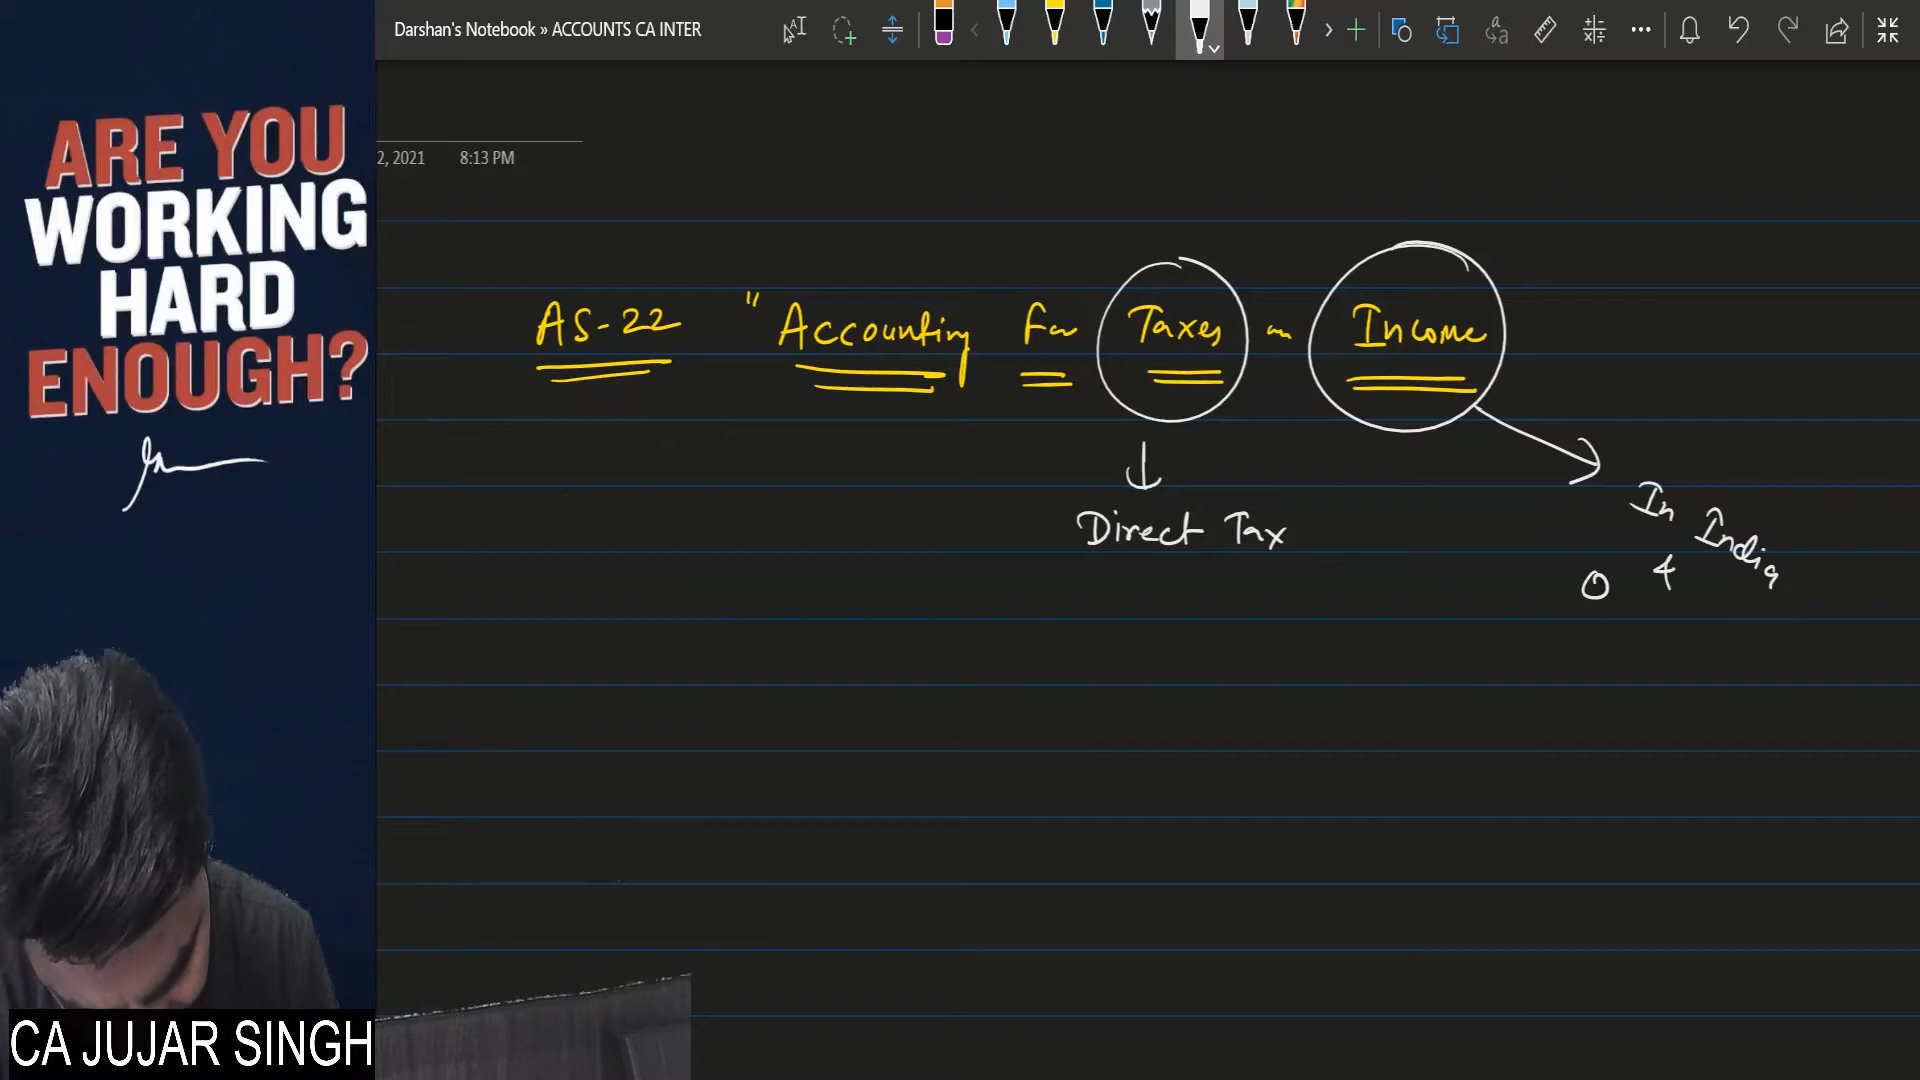 Darshan's Notebook » ACCOUNTS CA INTER
ARE YOU
WORKING
HARD
ENOUGH?
2, 2021 8:13 PM
AS-22 "Accounting For Taxes on Income
Direct Tax
In India
O &
CA JUJAR SINGH